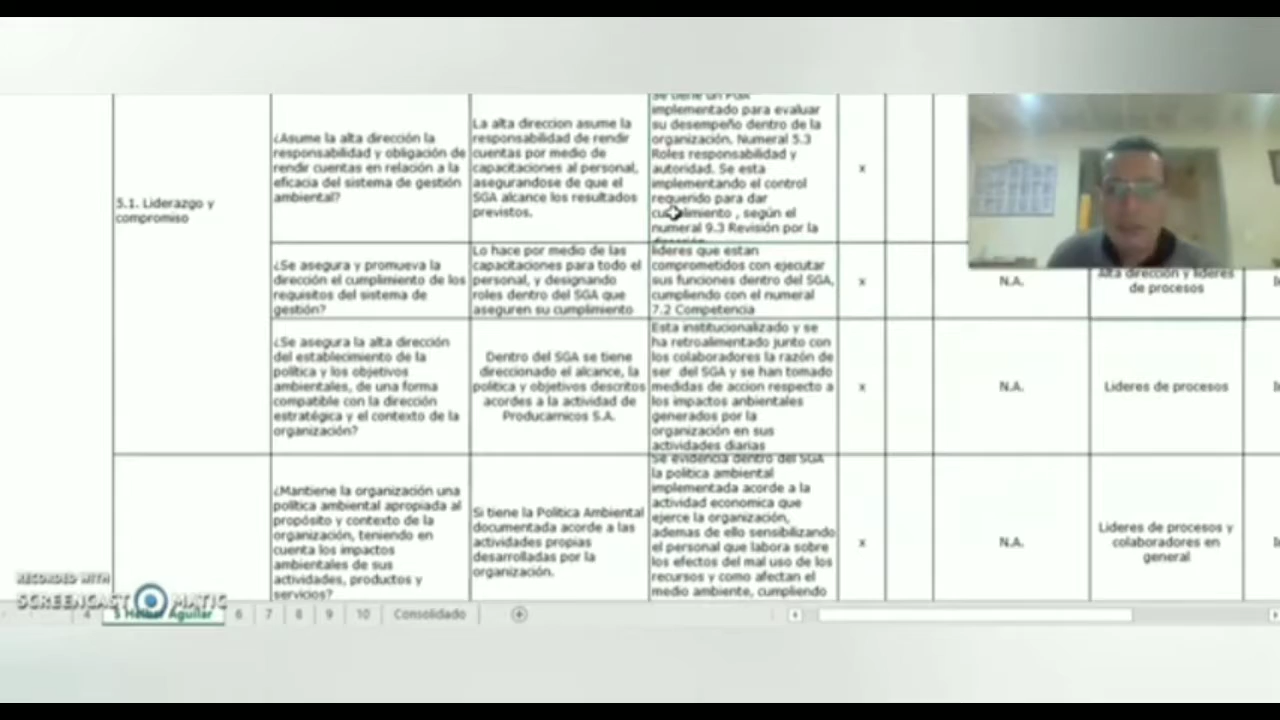 5.1. Liderazgo y
compromiso
¿Asume la alta dirección la
responsabilidad y obligación de
rendir cuentas en relación a la
eficacia del sistema de gestión
ambiental?
La alta direccion asume la
responsabilidad de rendir
cuentas por medio de
capacitaciones al personal,
asegurandose de que el
SGA alcance los resultados
previstos.
Se tiene un PGA
implementado para evaluar
su desempeño dentro de la
organización, Numeral 5.3
Roles responsabilidad y
autoridad. Se esta
implementando el control
requerido para dar
cumplimiento , según el
numeral 9.3 Revisión por la
x
¿Se asegura y promueva la
dirección el cumplimiento de los
requisitos del sistema de
gestión?
Lo hace por medio de las
capacitaciones para todo el
personal, y designando
roles dentro del SGA que
aseguren su cumplimiento
lideres que estan
comprometidos con ejecutar
sus funciones dentro del SGA,
cumpliendo con el numeral
7.2 Competencia
x
N.A.
Alta dirección y lideres
de procesos
¿Se asegura la alta dirección
del establecimiento de la
política y los objetivos
ambientales, de una forma
compatible con la dirección
estratégica y el contexto de la
organización?
Dentro del SGA se tiene
direccionado el alcance, la
politica y objetivos descritos
acordes a la actividad de
Producarnicos S.A.
Esta institucionalizado y se
ha retroalimentado junto con
los colaboradores la razón de
ser del SGA y se han tomado
medidas de accion respecto a
los impactos anbientales
generados por la
organización en sus
actividades diarias
x
N.A.
Lideres de procesos
¿Mantiene la organización una
política ambiental apropiada al
propósito y contexto de la
organización, teniendo en
cuenta los impactos
ambientales de sus
actividades, productos y
servicios?
Si tiene la Politica Ambiental
documentada acorde a las
actividades propias
desarrolladas por la
organización.
Se evidencia dentro del SGA
la politica ambiental
implementada acorde a la
actividad economica que
ejerce la organización,
ademas de ello sensibilizando
el personal que labora sobre
los efectos del mal uso de los
recursos y como afectan el
medio ambiente, cumpliendo
x
N.A.
Lideres de procesos y
colaboradores en
general
RECORDED WITH
SCREENCAST MATIC
4 5 Aguilar 6 7 8 9 10 Consolidado